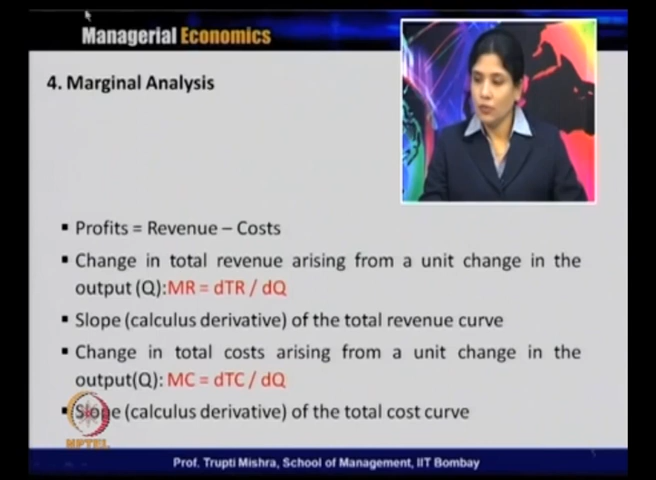 Managerial Economics
4. Marginal Analysis
▪ Profits = Revenue – Costs
▪ Change in total revenue arising from a unit change in the
output (Q):MR = dTR / dQ
▪ Slope (calculus derivative) of the total revenue curve
▪ Change in total costs arising from a unit change in the
output(Q): MC = dTC / dQ
▪ Slope (calculus derivative) of the total cost curve
NPTEL
Prof. Trupti Mishra, School of Management, IIT Bombay